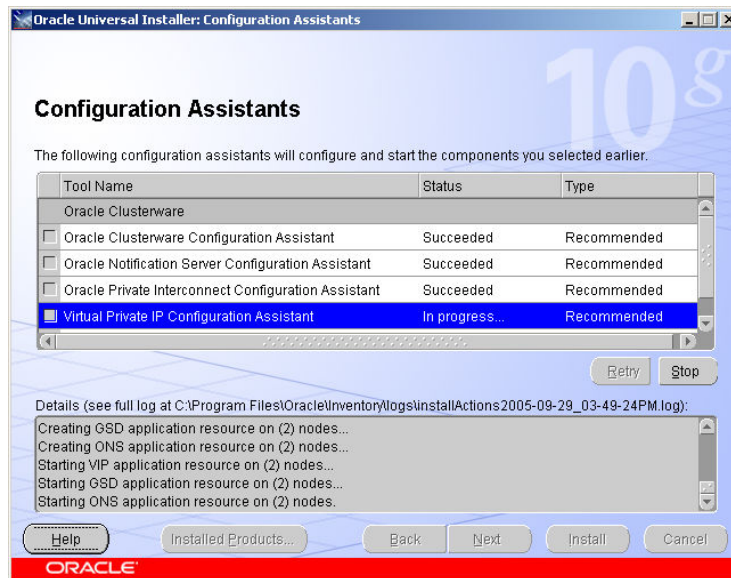 Oracle Universal Installer: Configuration Assistants
10g
Configuration Assistants
The following configuration assistants will configure and start the components you selected earlier.
Tool Name Status Type
Oracle Clusterware
Oracle Clusterware Configuration Assistant Succeeded Recommended
Oracle Notification Server Configuration Assistant Succeeded Recommended
Oracle Private Interconnect Configuration Assistant Succeeded Recommended
Virtual Private IP Configuration Assistant In progress... Recommended
Retry Stop
Details (see full log at C:\Program Files\Oracle\Inventory\logs\installActions2005-09-29_03-49-24PM.log):
Creating GSD application resource on (2) nodes...
Creating ONS application resource on (2) nodes...
Starting VIP application resource on (2) nodes...
Starting GSD application resource on (2) nodes...
Starting ONS application resource on (2) nodes.
Help Installed Products... Back Next Install Cancel
ORACLE